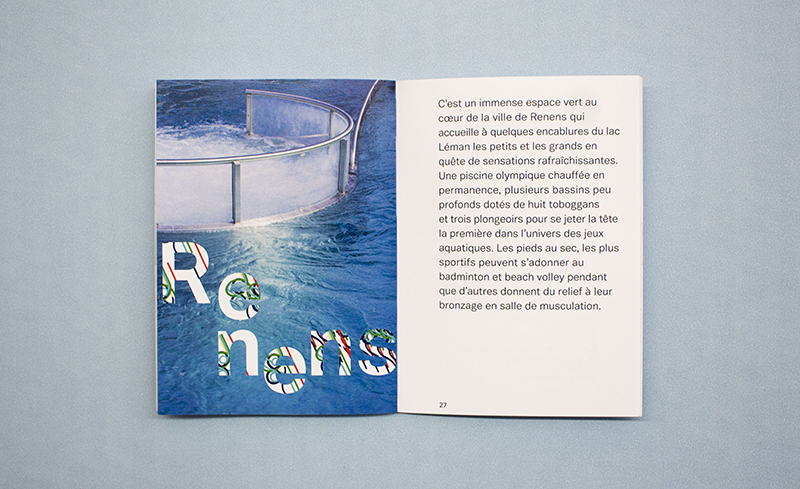 Re
nens
C'est un immense espace vert au
cœur de la ville de Renens qui
accueille à quelques encablures du lac
Léman les petits et les grands en
quête de sensations rafraîchissantes.
Une piscine olympique chauffée en
permanence, plusieurs bassins peu
profonds dotés de huit toboggans
et trois plongeoirs pour se jeter la tête
la première dans l'univers des jeux
aquatiques. Les pieds au sec, les plus
sportifs peuvent s'adonner au
badminton et beach volley pendant
que d'autres donnent du relief à leur
bronzage en salle de musculation.
27